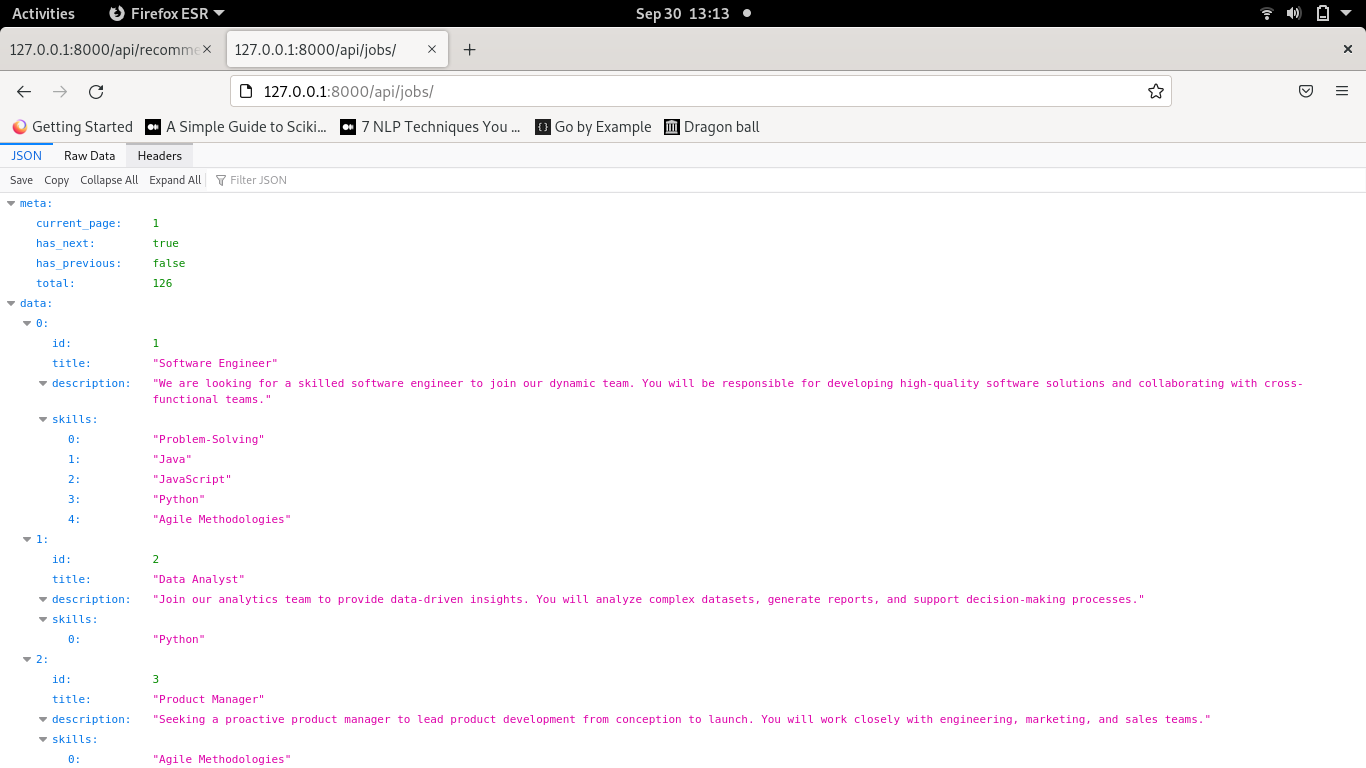 Activities Firefox ESR Sep 30 13:13
127.0.0.1:8000/api/recomme 127.0.0.1:8000/api/jobs/
127.0.0.1:8000/api/jobs/
Getting Started A Simple Guide to Sciki... 7 NLP Techniques You ... Go by Example Dragon ball
JSON Raw Data Headers
Save Copy Collapse All Expand All Filter JSON
meta:
current_page: 1
has_next: true
has_previous: false
total: 126
data:
0:
id: 1
title: "Software Engineer"
description: "We are looking for a skilled software engineer to join our dynamic team. You will be responsible for developing high-quality software solutions and collaborating with cross-
functional teams."
skills:
0: "Problem-Solving"
1: "Java"
2: "JavaScript"
3: "Python"
4: "Agile Methodologies"
1:
id: 2
title: "Data Analyst"
description: "Join our analytics team to provide data-driven insights. You will analyze complex datasets, generate reports, and support decision-making processes."
skills:
0: "Python"
2:
id: 3
title: "Product Manager"
description: "Seeking a proactive product manager to lead product development from conception to launch. You will work closely with engineering, marketing, and sales teams."
skills:
0: "Agile Methodologies"